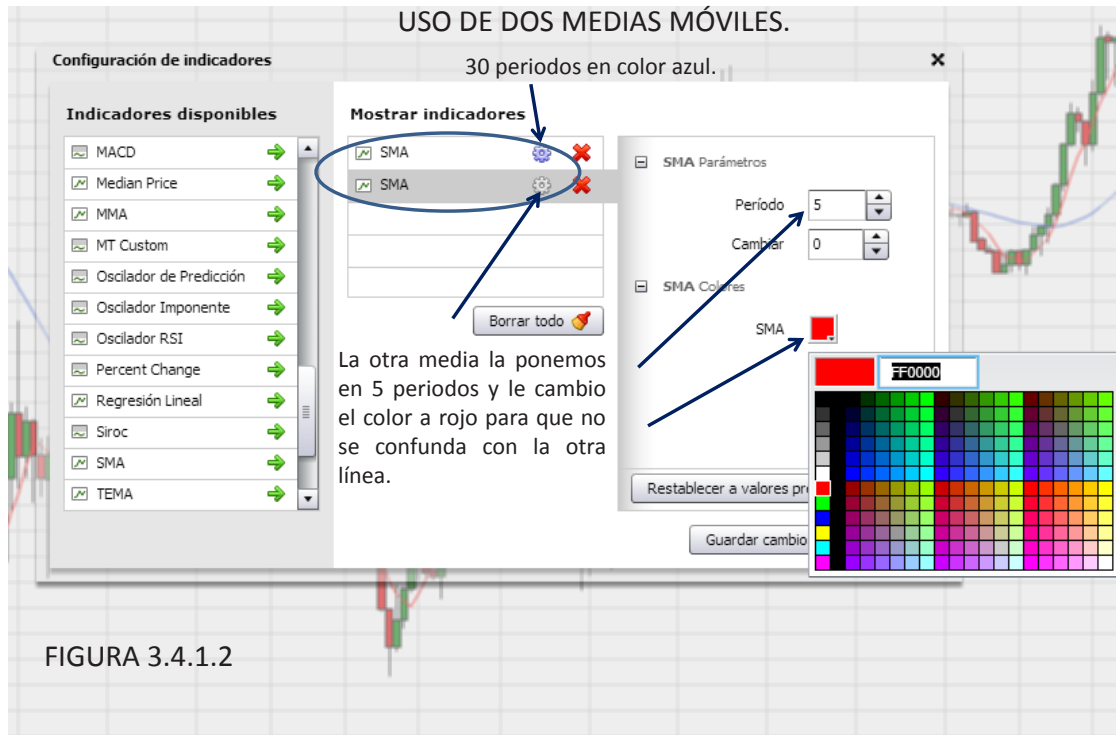 USO DE DOS MEDIAS MÓVILES.
Configuración de indicadores
30 periodos en color azul.
Indicadores disponibles
MACD
Median Price
MMA
MT Custom
Oscilador de Predicción
Oscilador Imponente
Oscilador RSI
Percent Change
Regresión Lineal
Siroc
SMA
TEMA
Mostrar indicadores
SMA
SMA
Borrar todo
La otra media la ponemos
en 5 periodos y le cambio
el color a rojo para que no
se confunda con la otra
línea.
SMA Parámetros
Período 5
Cambiar 0
SMA Colores
SMA
FF0000
Restablecer a valores pr
Guardar cambio
FIGURA 3.4.1.2